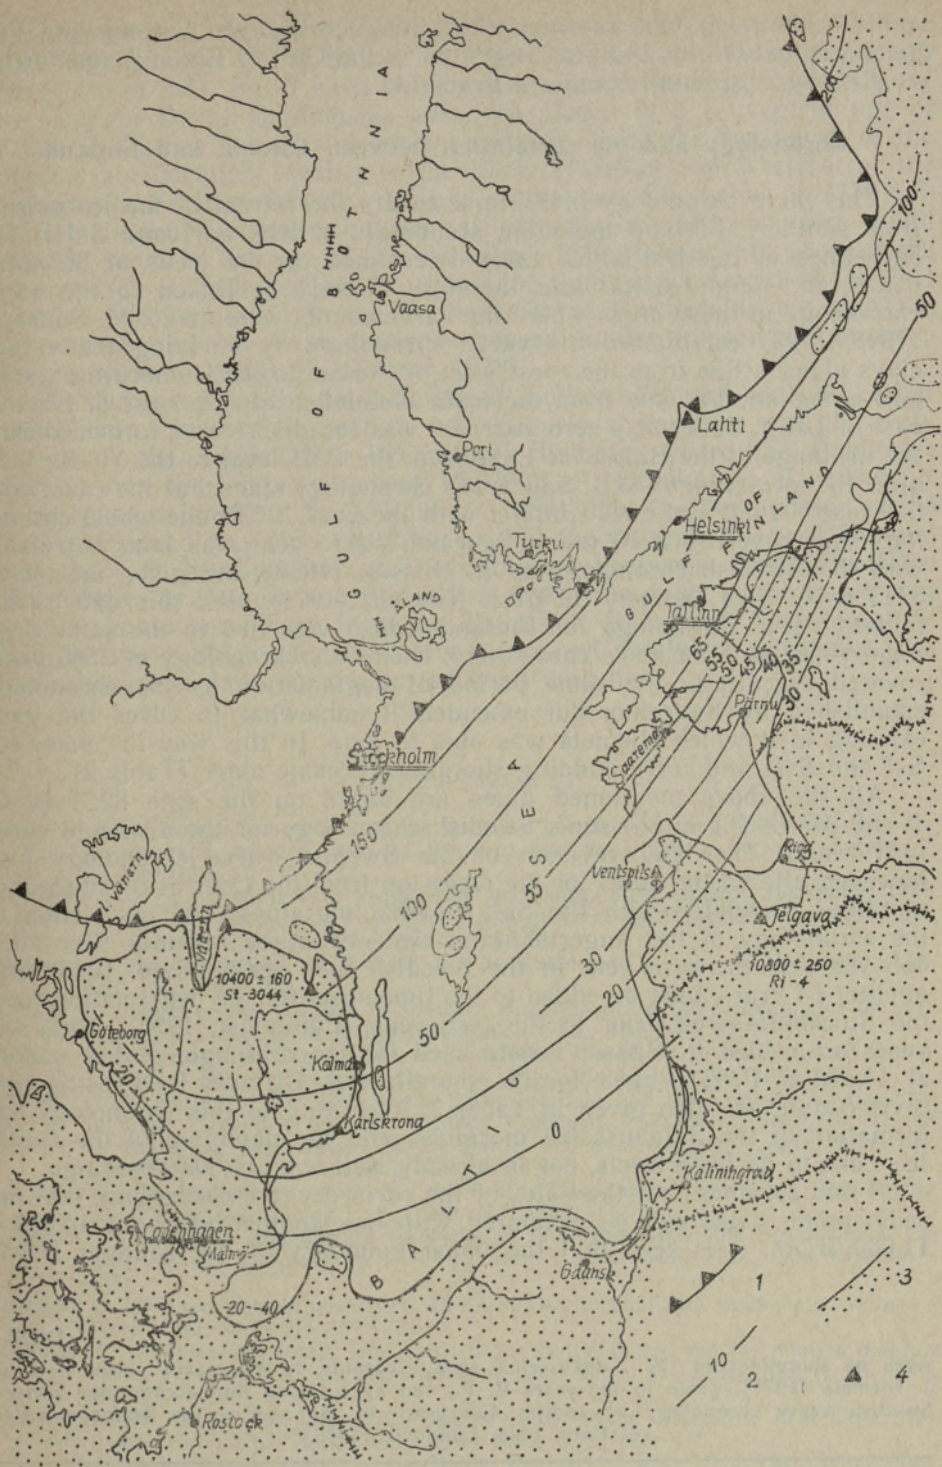 GULF OF BOTHNIA
200
100
50
Vaasa
Lahti
Pori
GULF OF FINLAND
Helsinki
Turku
ÅLAND
Tallinn
65
55
50
45
40
35
30
Pärnu
Saaremaa
Stockholm
BALTIC SEA
150
100
55
Ventspils
Riga
Jelgava
L. Vänern
Vättern
10400 ± 160
St-3044
10800 ± 250
Ri-4
30
20
50
Göteborg
20
Kalmar
Karlskrona
0
Kaliningrad
Copenhagen
Malmö
Gdansk
-20--40
1
3
10
2
4
Rostock